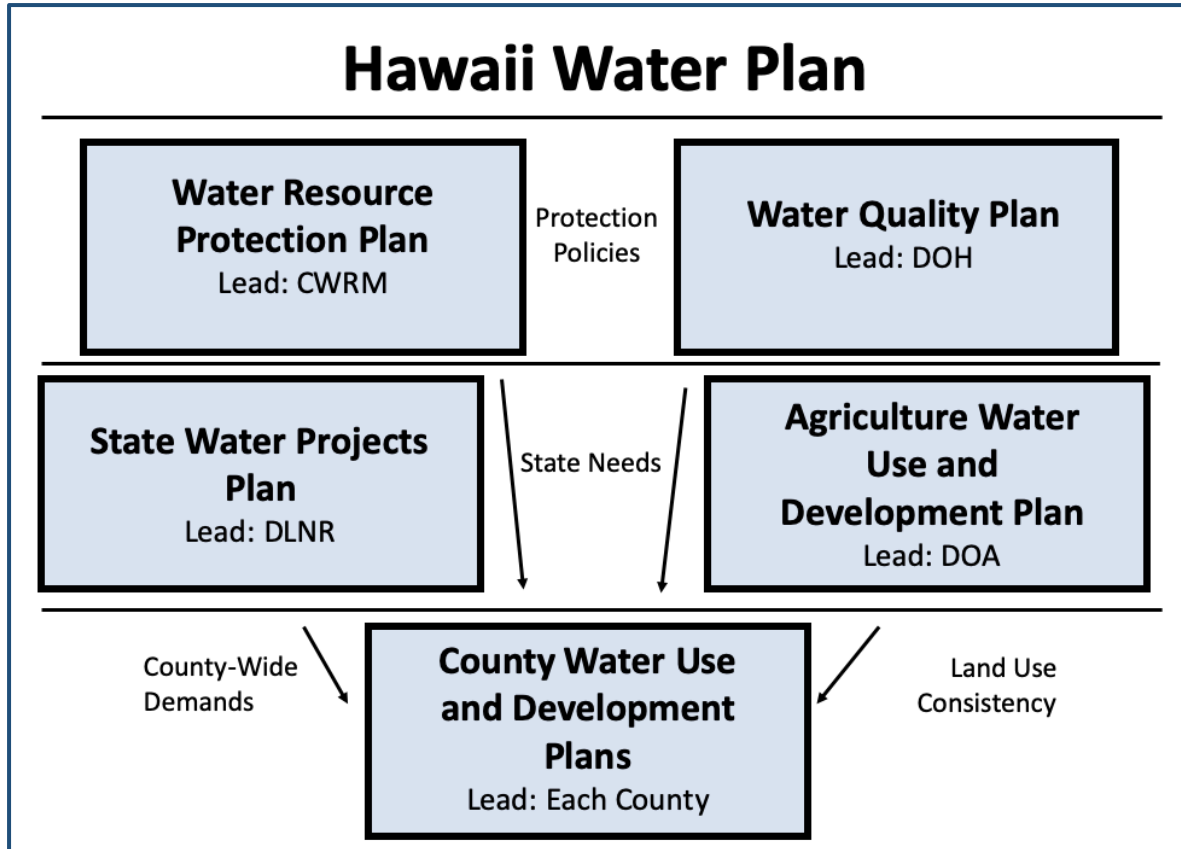 Hawaii Water Plan
Water Resource
Protection Plan
Lead: CWRM
Protection
Policies
Water Quality Plan
Lead: DOH
State Water Projects
Plan
Lead: DLNR
State Needs
Agriculture Water
Use and
Development Plan
Lead: DOA
County-Wide
Demands
County Water Use
and Development
Plans
Lead: Each County
Land Use
Consistency